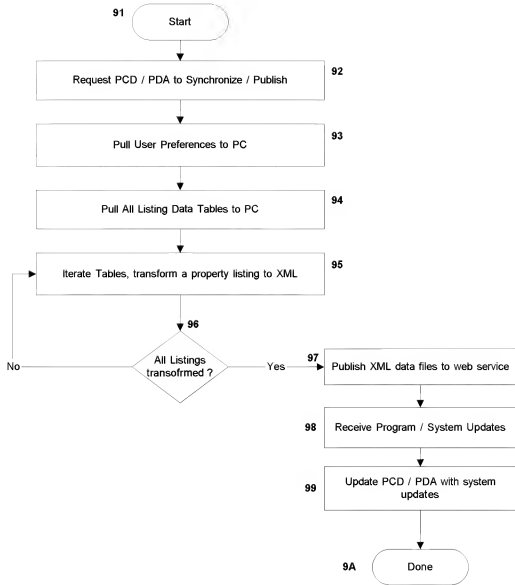 91
Start
92
Request PCD / PDA to Synchronize / Publish
93
Pull User Preferences to PC
94
Pull All Listing Data Tables to PC
95
Iterate Tables, transform a property listing to XML
96
All Listings
transofrmed ?
No
Yes
97
Publish XML data files to web service
98
Receive Program / System Updates
99
Update PCD / PDA with system
updates
9A
Done